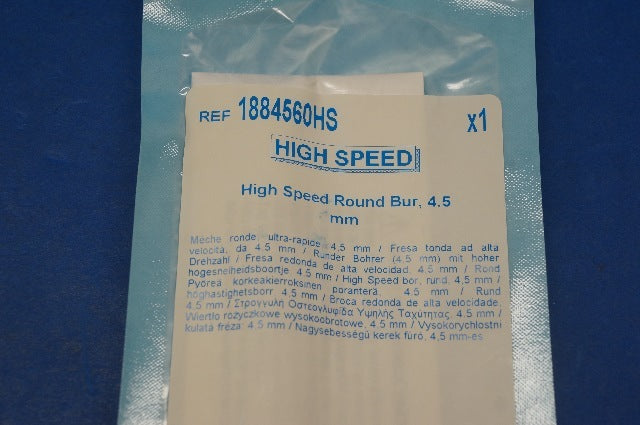 REF 1884560HS x1
HIGH SPEED
High Speed Round Bur, 4.5
mm
Mèche ronde, ultra-rapide, 4,5 mm / Fresa tonda ad alta
velocità, da 4.5 mm / Runder Bohrer (4,5 mm) mit hoher
Drehzahl / Fresa redonda de alta velocidad, 4,5 mm / Rond
hogesnelheidsboortje 4,5 mm / High Speed bor, rund, 4,5 mm /
Pyöreä korkeakierroksinen poranterä, 4,5 mm / Rund
höghastighetsborr 4,5 mm / Broca redonda de alta velocidade,
4.5 mm / Στρογγυλή Οστεογλυφίδα Υψηλής Ταχύτητας, 4.5 mm /
Wiertło różyczkowe wysokoobrotowe, 4,5 mm / Vysokorychlostní
kulatá fréza, 4,5 mm / Nagysebességű kerek fúró, 4,5 mm-es